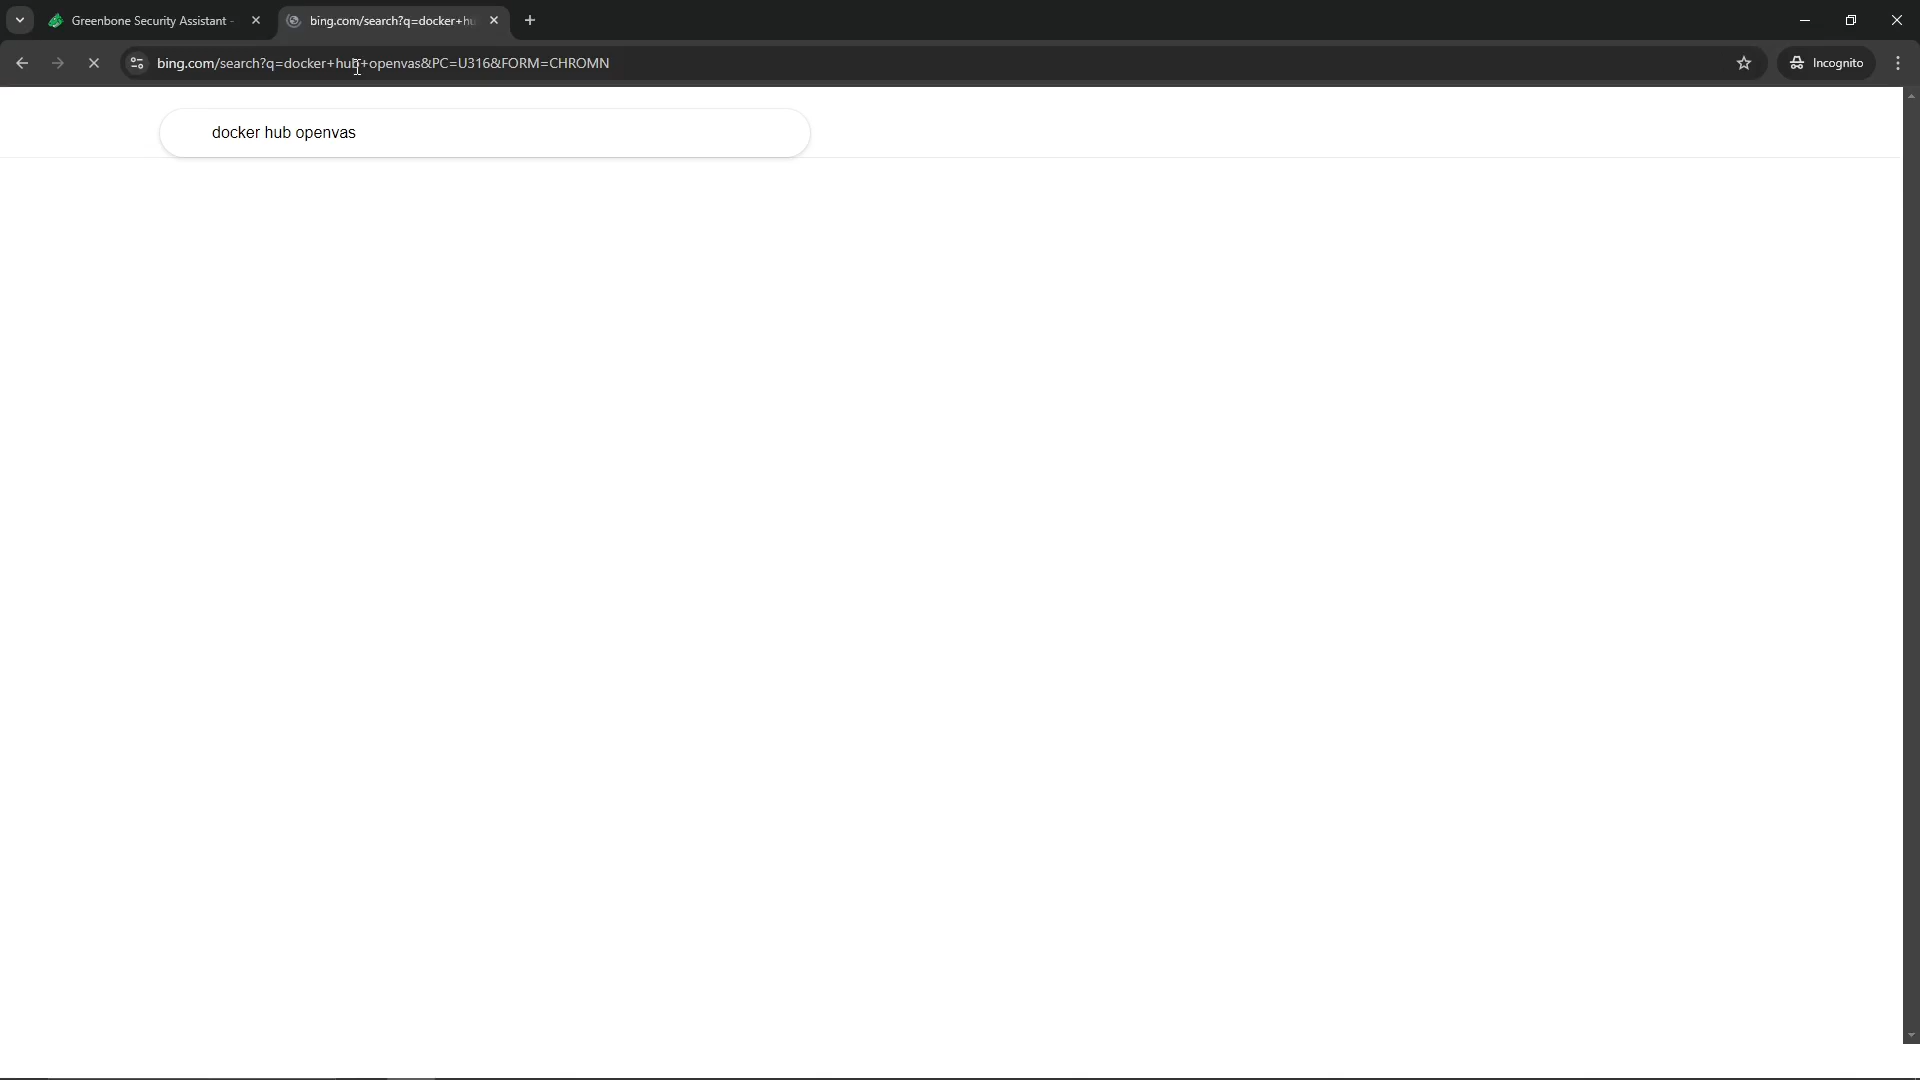 Greenbone Security Assistant -
bing.com/search?q=docker+hu
bing.com/search?q=docker+hub+openvas&PC=U316&FORM=CHROMN
Incognito
docker hub openvas